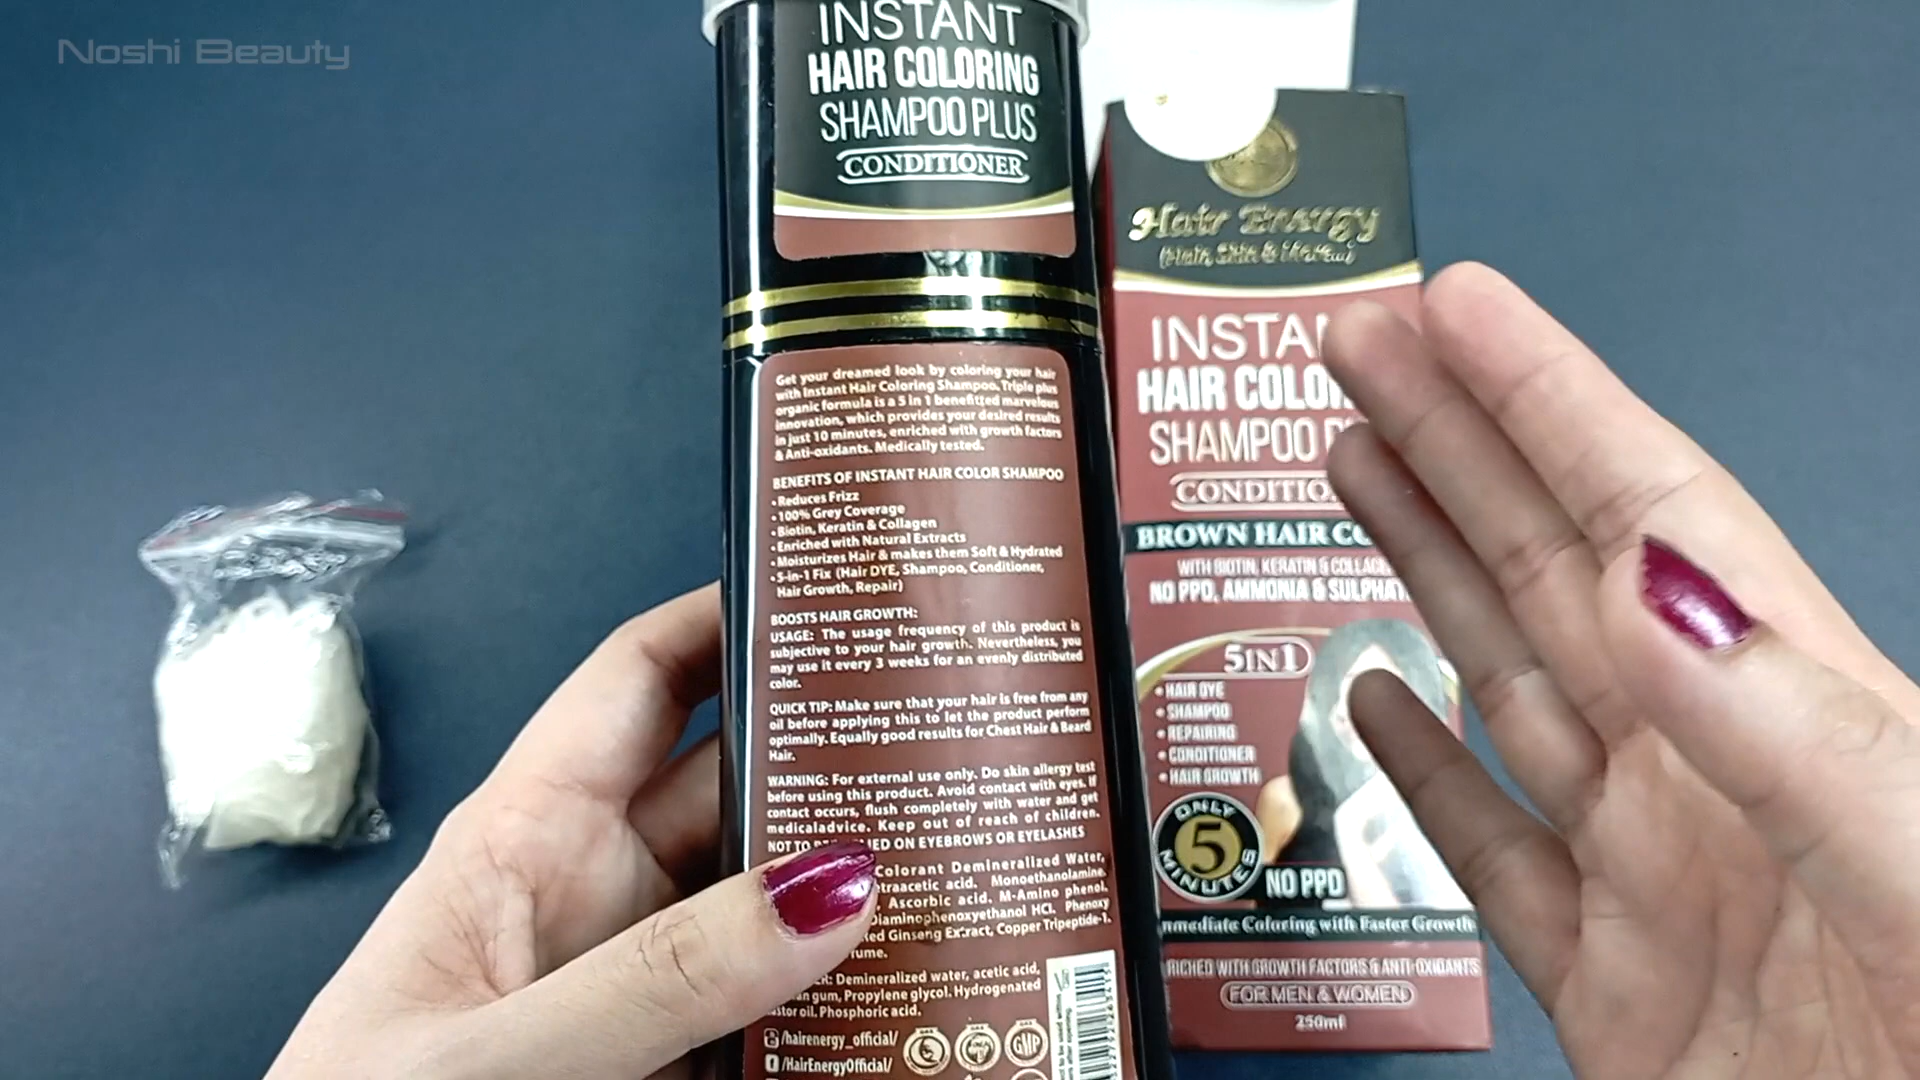 Noshi Beauty
INSTANT
HAIR COLORING
SHAMPOO PLUS
CONDITIONER
Get your dreamed look by coloring your hair
with Instant Hair Coloring Shampoo. Triple plus
organic formula is a 5 in 1 benefitted marvelous
innovation, which provides your desired results
in just 10 minutes, enriched with growth factors
& Anti-oxidants. Medically tested.
BENEFITS OF INSTANT HAIR COLOR SHAMPOO
• Reduces Frizz
• 100% Grey Coverage
• Biotin, Keratin & Collagen
• Enriched with Natural Extracts
• Moisturizes Hair & makes them Soft & Hydrated
• 5-in-1 Fix (Hair DYE, Shampoo, Conditioner,
Hair Growth, Repair)
BOOSTS HAIR GROWTH:
USAGE: The usage frequency of this product is
subjective to your hair growth. Nevertheless, you
may use it every 3 weeks for an evenly distributed
color.
QUICK TIP: Make sure that your hair is free from any
oil before applying this to let the product perform
optimally. Equally good results for Chest Hair & Beard
Hair.
WARNING: For external use only. Do skin allergy test
before using this product. Avoid contact with eyes. If
contact occurs, flush completely with water and get
medicaladvice. Keep out of reach of children.
NOT TO ON EYEBROWS OR EYELASHES
Colorant Demineralized Water,
acid. Monoethanolamine.
Ascorbic acid. M-Amino phenol,
HCl. Phenoxy
Ginseng Extract, Copper Tripeptide-1.
Demineralized water, acetic acid,
gum, Propylene glycol. Hydrogenated
oil. Phosphoric acid.
/hairenergy_official/
/HairEnergyOfficial/
GMP
Hair Energy
(Hair, Skin & Herbal)
HAIR
SHAMPOO
BROWN HAIR
WITH BIOTIN, KERATIN &
NO PPD, AMMONIA &
5IN1
• HAIR DYE
• SHAMPOO
• REPAIRING
• CONDITIONER
• HAIR GROWTH
ONLY
5
MINUTES
NO PPD
Coloring with Faster Growth
WITH GROWTH FACTORS & ANTI-OXIDANTS
FOR MEN & WOMEN
250ml